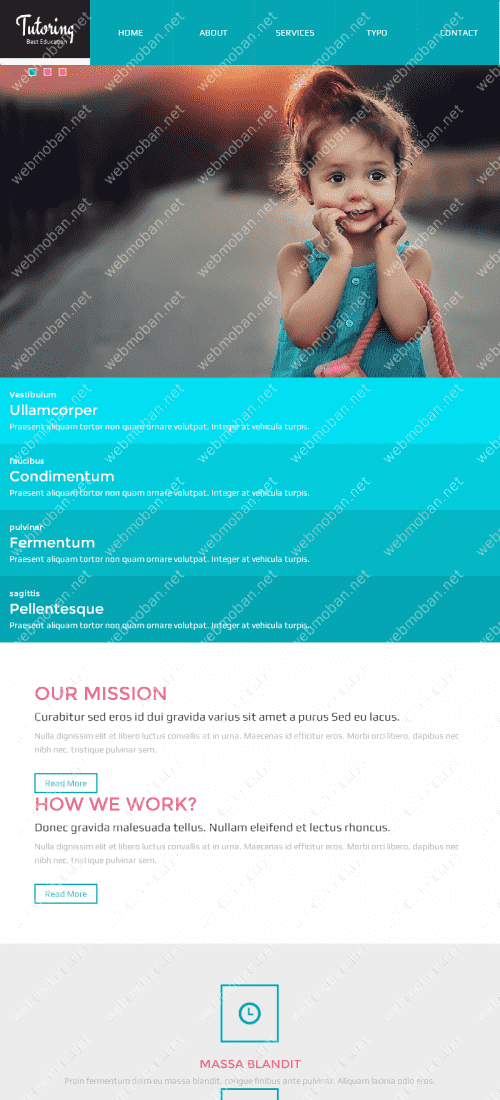 Tutoring
Best Education
HOME
ABOUT
SERVICES
TYPO
CONTACT
Vestibulum
Ullamcorper
Praesent aliquam tortor non quam ornare volutpat. Integer at vehicula turpis.
faucibus
Condimentum
Praesent aliquam tortor non quam ornare volutpat. Integer at vehicula turpis.
pulvinar
Fermentum
Praesent aliquam tortor non quam ornare volutpat. Integer at vehicula turpis.
sagittis
Pellentesque
Praesent aliquam tortor non quam ornare volutpat. Integer at vehicula turpis.
OUR MISSION
Curabitur sed eros id dui gravida varius sit amet a purus Sed eu lacus.
Nulla dignissim elit et libero luctus convallis at in urna. Maecenas id efficitur eros. Morbi orci libero, dapibus nec
nibh nec, tristique pulvinar sem.
Read More
HOW WE WORK?
Donec gravida malesuada tellus. Nullam eleifend et lectus rhoncus.
Nulla dignissim elit et libero luctus convallis at in urna. Maecenas id efficitur eros. Morbi orci libero, dapibus nec
nibh nec, tristique pulvinar sem.
Read More
MASSA BLANDIT
Proin fermentum diam eu massa blandit, congue finibus ante pulvinar. Aliquam lacinia odio eros.
webmoban.net